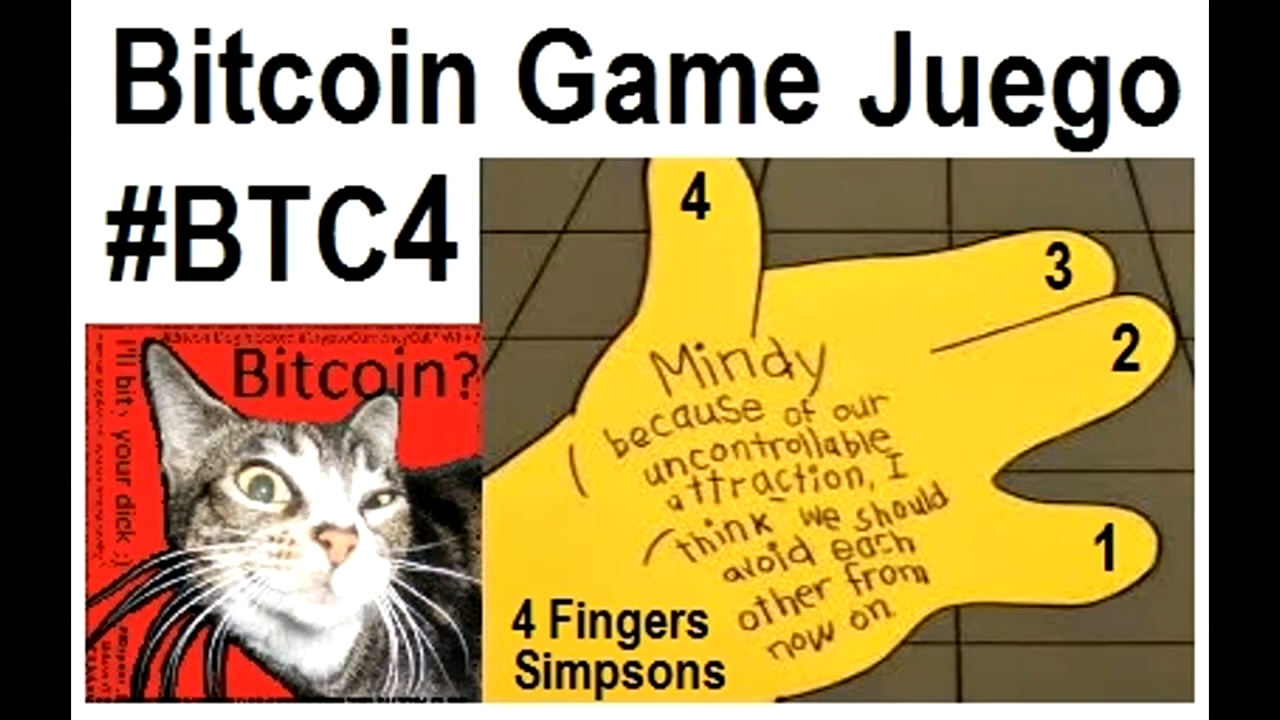 Bitcoin Game Juego
#BTC4
4
3
2
1
Mindy
because of our
uncontrollable
attraction, I
think we should
avoid each
other from
now on
4 Fingers
Simpsons
Bitcoin?
I'll bit, your dick :)